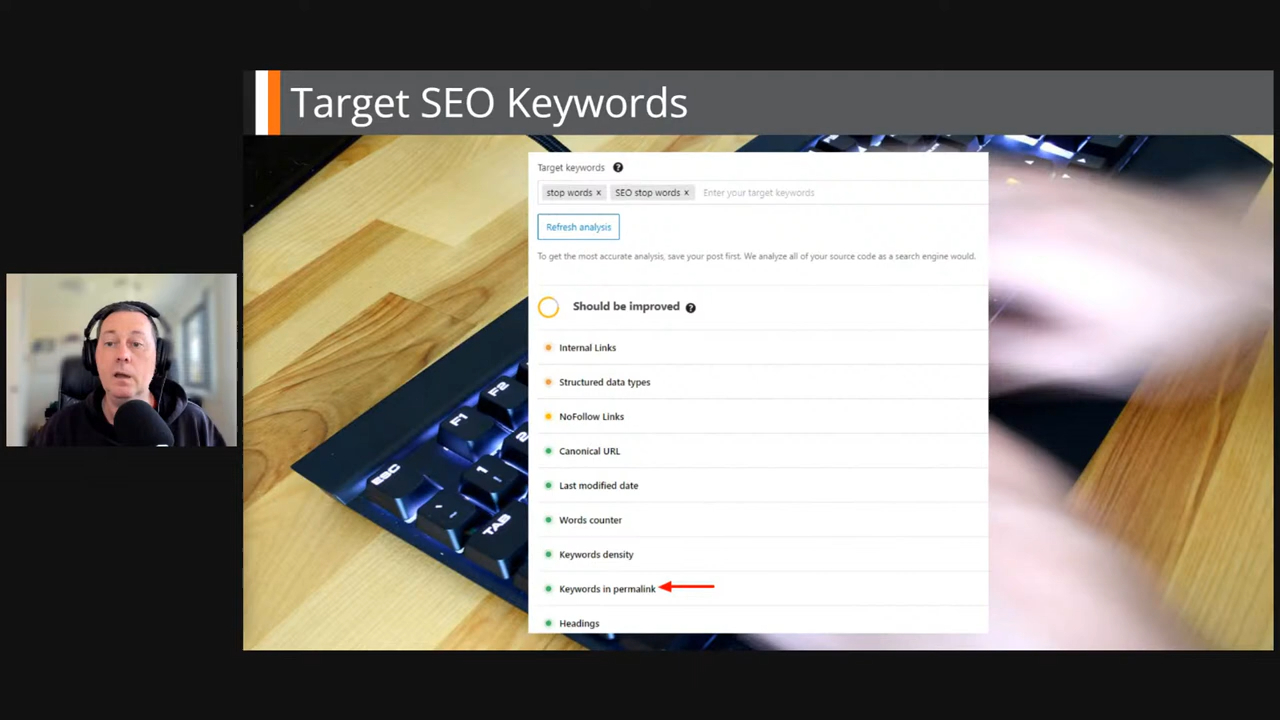 Target SEO Keywords
Target keywords ?
stop words × SEO stop words × Enter your target keywords
Refresh analysis
To get the most accurate analysis, save your post first. We analyze all of your source code as a search engine would.
Should be improved ?
Internal Links
Structured data types
NoFollow Links
Canonical URL
Last modified date
Words counter
Keywords density
Keywords in permalink
Headings
F2
F1
2
ESC
1
TAB